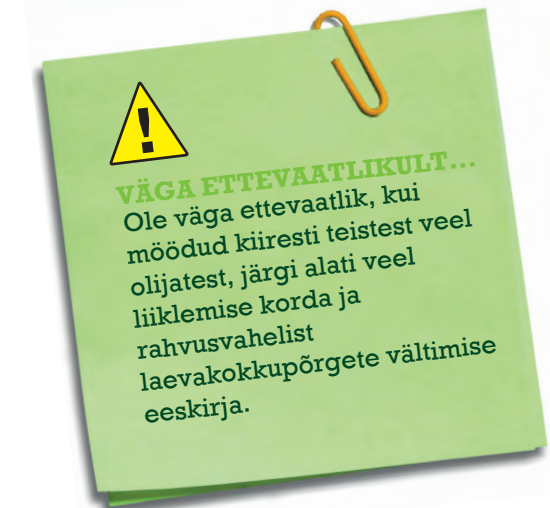 VÄGA ETTEVAATLIKULT...
Ole väga ettevaatlik, kui
möödud kiiresti teistest veel
olijatest, järgi alati veel
liiklemise korda ja
rahvusvahelist
laevakokkupõrgete vältimise
eeskirja.